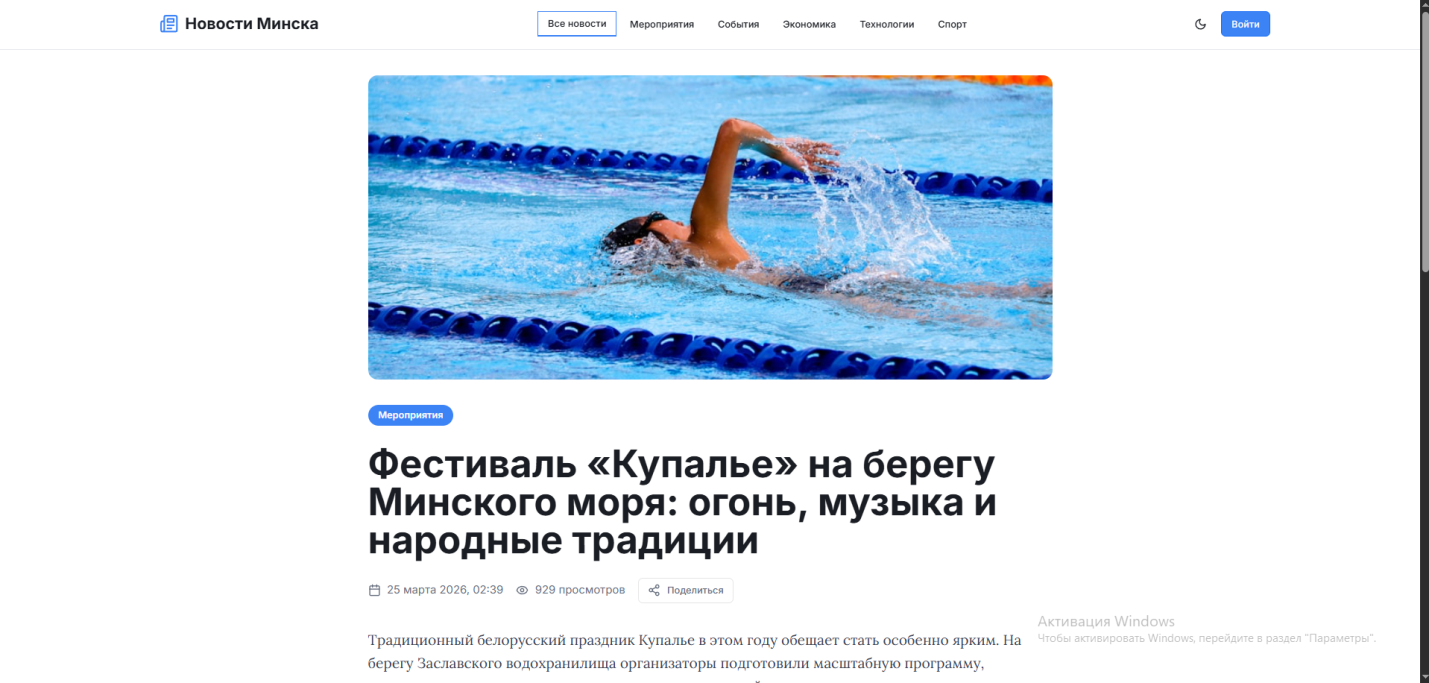 Новости Минска
Все новости
Мероприятия
События
Экономика
Технологии
Спорт
Войти
Мероприятия
Фестиваль «Купалье» на берегу
Минского моря: огонь, музыка и
народные традиции
25 марта 2026, 02:39
929 просмотров
Поделиться
Традиционный белорусский праздник Купалье в этом году обещает стать особенно ярким. На
берегу Заславского водохранилища организаторы подготовили масштабную программу,
Активация Windows
Чтобы активировать Windows, перейдите в раздел "Параметры".